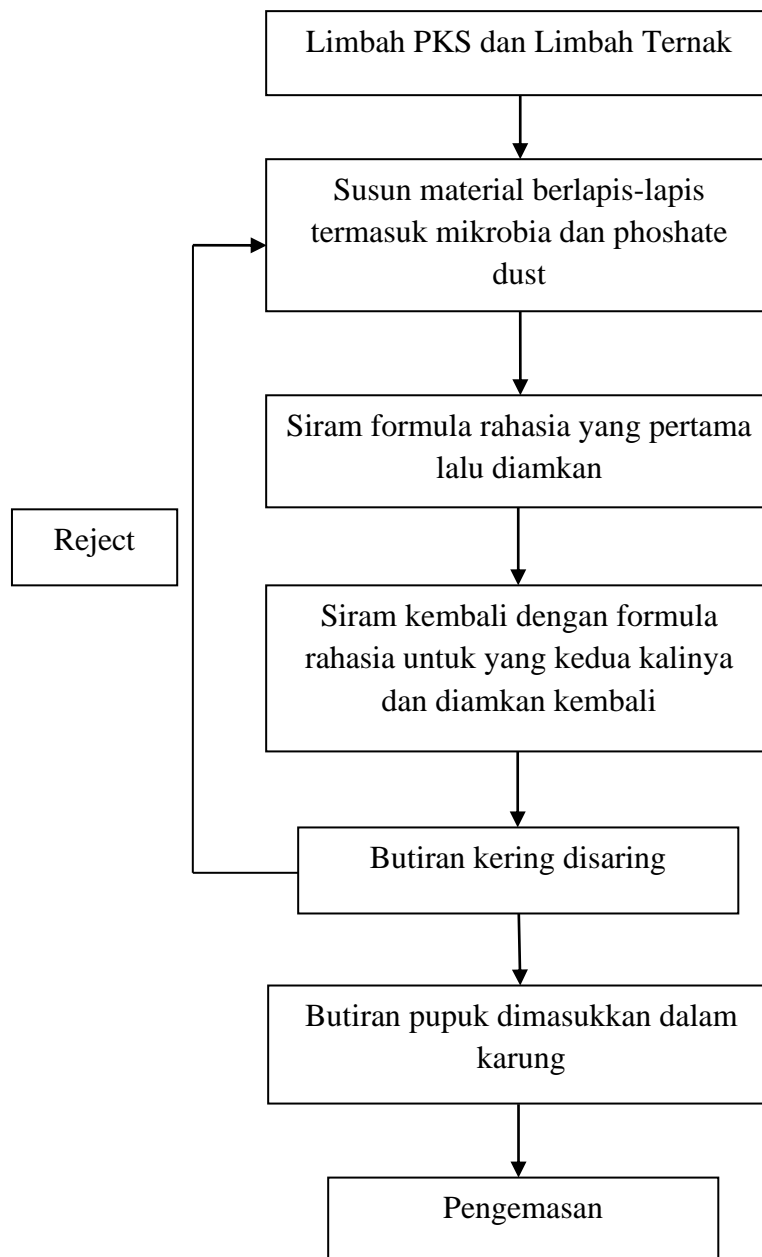 Limbah PKS dan Limbah Ternak
Susun material berlapis-lapis
termasuk mikrobia dan phoshate
dust
Siram formula rahasia yang pertama
lalu diamkan
Reject
Siram kembali dengan formula
rahasia untuk yang kedua kalinya
dan diamkan kembali
Butiran kering disaring
Butiran pupuk dimasukkan dalam
karung
Pengemasan